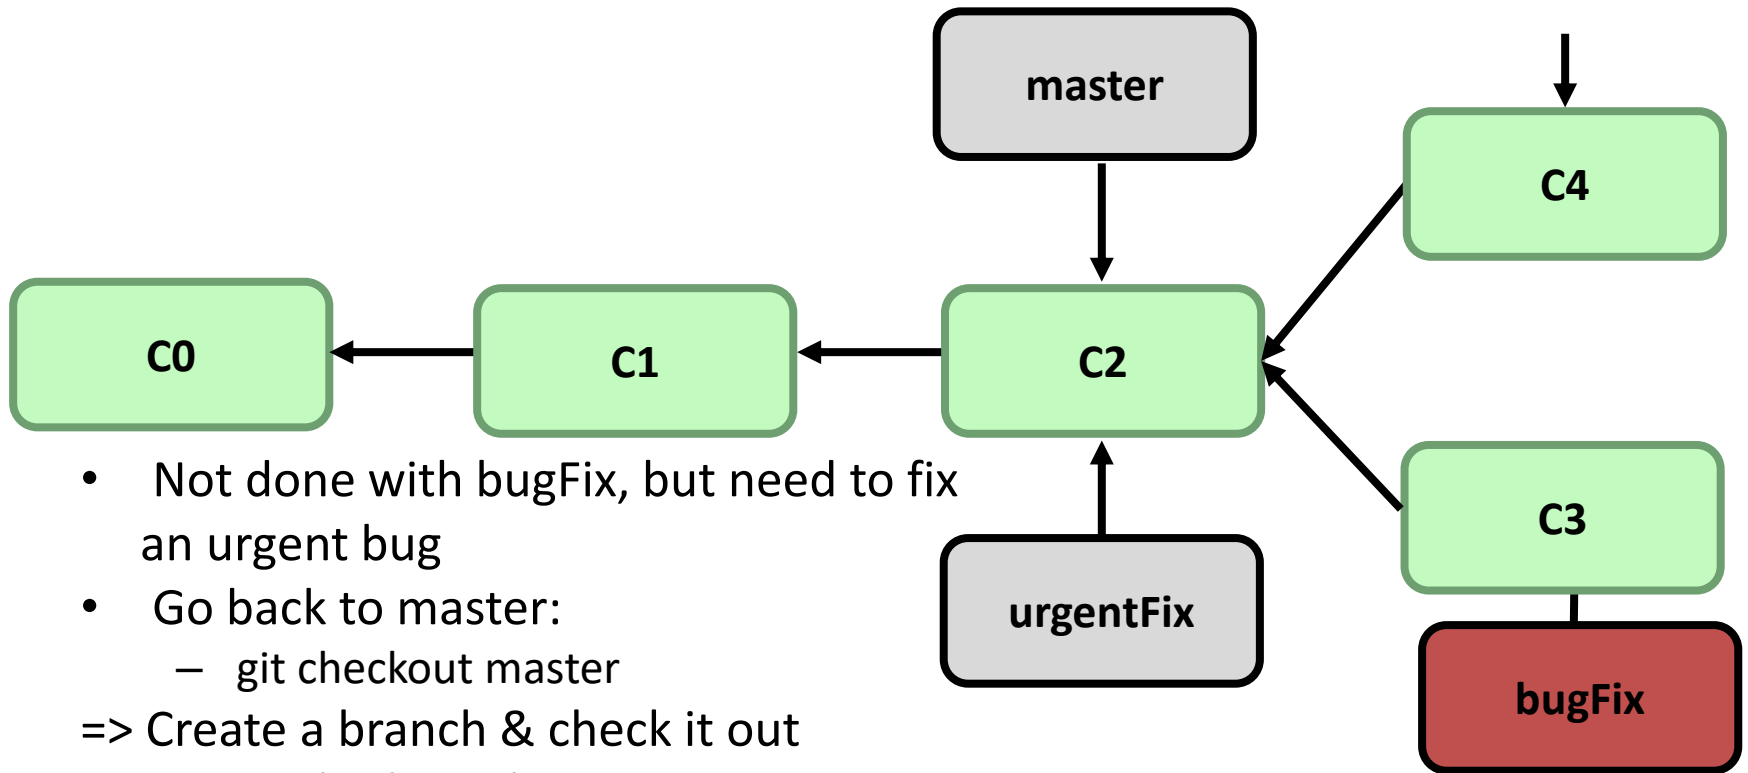 master
C4
C0
C1
C2
• Not done with bugFix, but need to fix
an urgent bug
C3
• Go back to master:
urgentFix
– git checkout master
bugFix
=> Create a branch & check it out